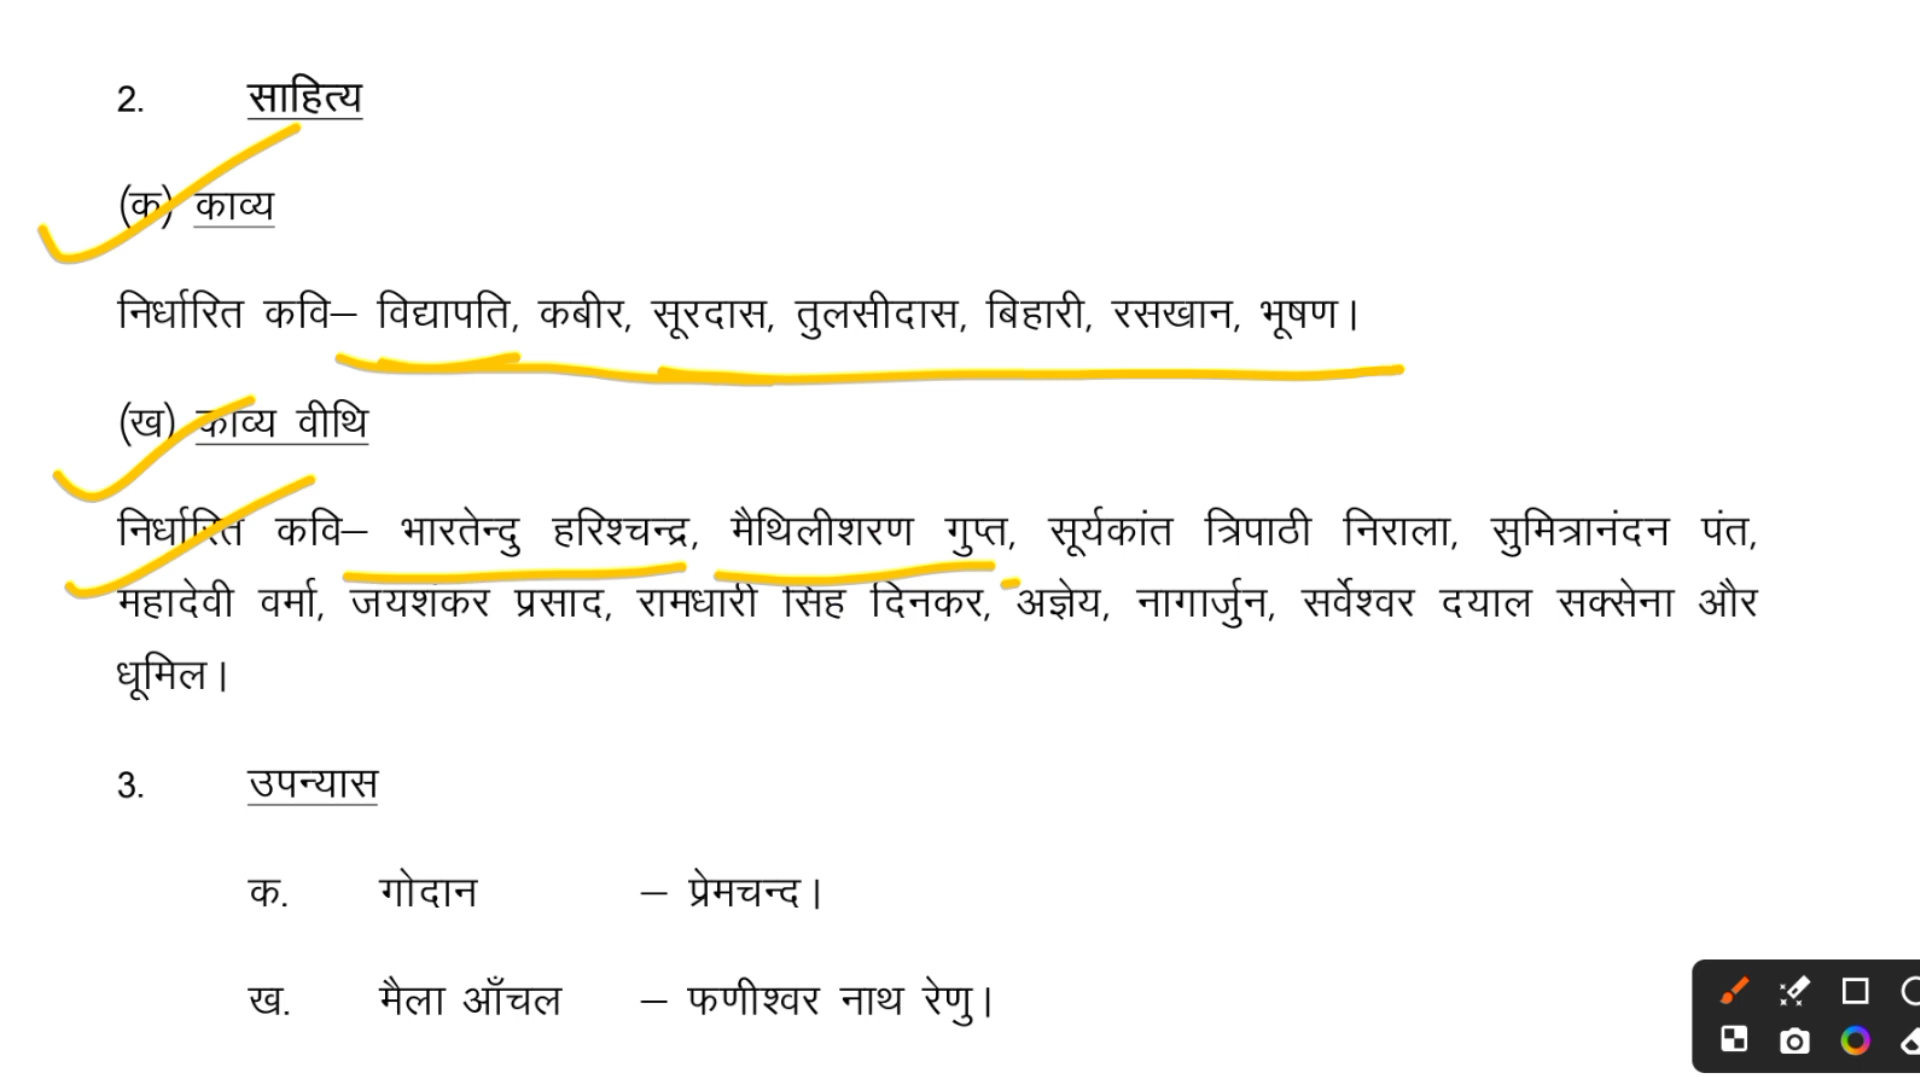 2. साहित्य
(क) काव्य
निर्धारित कवि– विद्यापति, कबीर, सूरदास, तुलसीदास, बिहारी, रसखान, भूषण।
(ख) काव्य वीथि
निर्धारित कवि– भारतेन्दु हरिश्चन्द्र, मैथिलीशरण गुप्त, सूर्यकांत त्रिपाठी निराला, सुमित्रानंदन पंत,
महादेवी वर्मा, जयशंकर प्रसाद, रामधारी सिंह दिनकर, अज्ञेय, नागार्जुन, सर्वेश्वर दयाल सक्सेना और
धूमिल।
3. उपन्यास
क. गोदान – प्रेमचन्द।
ख. मैला आँचल – फणीश्वर नाथ रेणु।